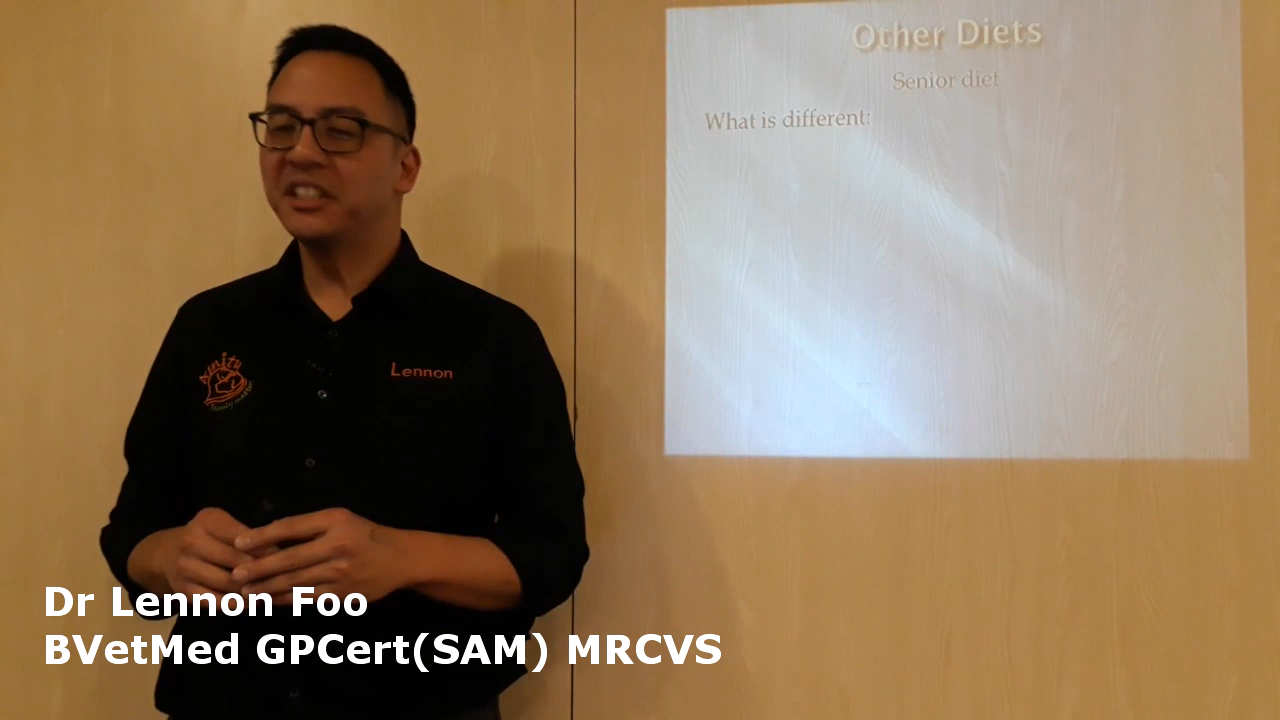 Other Diets
Senior diet
What is different:
Lennon
Dr Lennon Foo
BVetMed GPCert(SAM) MRCVS